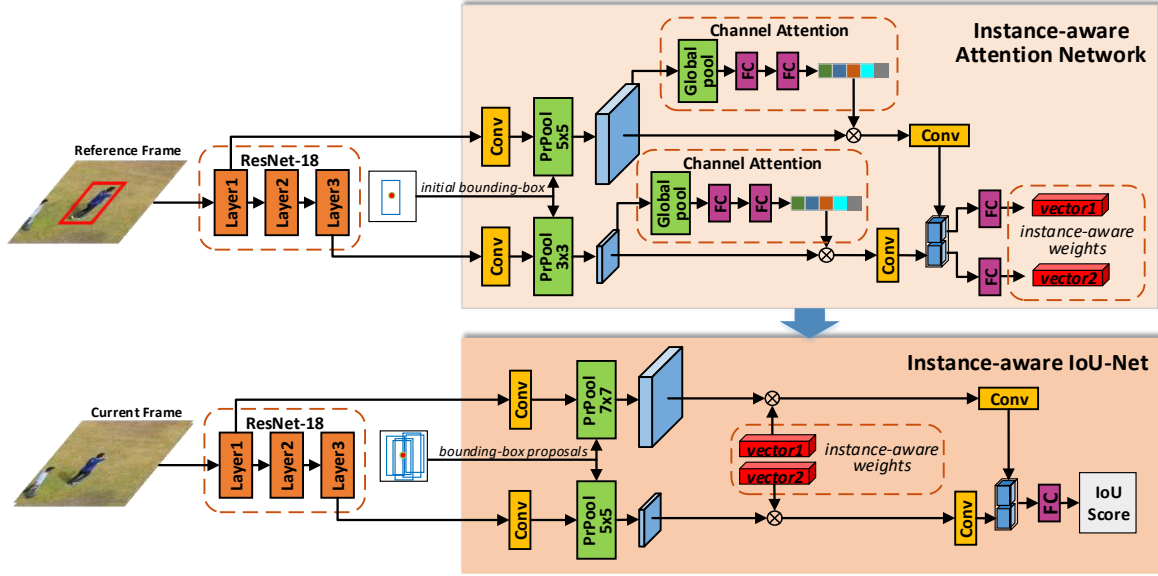 Instance-aware
Attention Network
Channel Attention
Global
pool
FC
FC
Conv
PrPool
5x5
Conv
Reference Frame
ResNet-18
Layer1
Layer2
Layer3
initial bounding-box
Channel Attention
Global
pool
FC
FC
Conv
PrPool
3x3
Conv
FC
vector1
instance-aware
weights
FC
vector2
Instance-aware IoU-Net
Conv
PrPool
7x7
Conv
Current Frame
ResNet-18
Layer1
Layer2
Layer3
bounding-box proposals
vector1
vector2
instance-aware
weights
Conv
PrPool
5x5
Conv
FC
IoU
Score